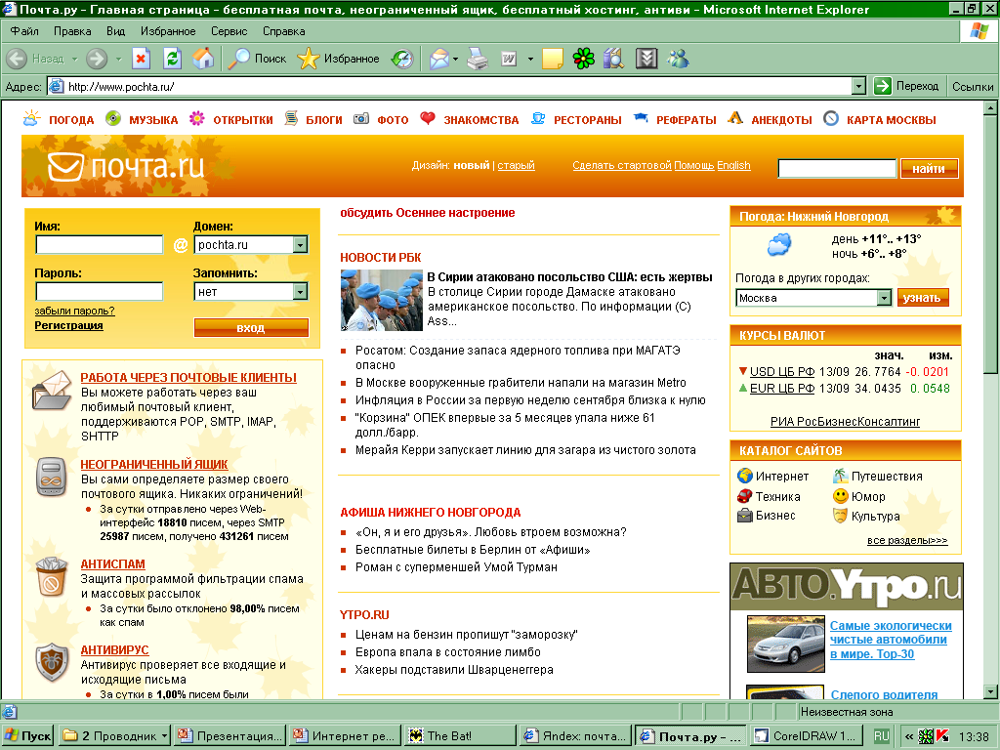 Почта.ру - Главная страница - бесплатная почта, неограниченный ящик, бесплатный хостинг, антиви - Microsoft Internet Explorer
Файл Правка Вид Избранное Сервис Справка
Назад Поиск Избранное
Адрес: http://www.pochta.ru/ Переход Ссылки
ПОГОДА МУЗЫКА ОТКРЫТКИ БЛОГИ ФОТО ЗНАКОМСТВА РЕСТОРАНЫ РЕФЕРАТЫ АНЕКДОТЫ КАРТА МОСКВЫ
почта.ru
Дизайн: новый | старый Сделать стартовой Помощь English найти
Имя: Домен:
@ pochta.ru
Пароль: Запомнить:
нет
забыли пароль?
Регистрация
вход
РАБОТА ЧЕРЕЗ ПОЧТОВЫЕ КЛИЕНТЫ
Вы можете работать через ваш
любимый почтовый клиент,
поддерживаются POP, SMTP, IMAP,
SHTTP
НЕОГРАНИЧЕННЫЙ ЯЩИК
Вы сами определяете размер своего
почтового ящика. Никаких ограничений!
За сутки отправлено через Web-
интерфейс 18810 писем, через SMTP
25987 писем, получено 431261 писем
АНТИСПАМ
Защита программой фильтрации спама
и массовых рассылок
За сутки было отклонено 98,00% писем
как спам
АНТИВИРУС
Антивирус проверяет все входящие и
исходящие письма
За сутки в 1,00% писем были
обсудить Осеннее настроение
НОВОСТИ РБК
В Сирии атаковано посольство США: есть жертвы
В столице Сирии городе Дамаске атаковано
американское посольство. По информации (C)
Ass...
Росатом: Создание запаса ядерного топлива при МАГАТЭ
опасно
В Москве вооруженные грабители напали на магазин Metro
Инфляция в России за первую неделю сентября близка к нулю
"Корзина" ОПЕК впервые за 5 месяцев упала ниже 61
долл./барр.
Мерайя Керри запускает линию для загара из чистого золота
АФИША НИЖНЕГО НОВГОРОДА
«Он, я и его друзья». Любовь втроем возможна?
Бесплатные билеты в Берлин от «Афиши»
Роман с суперменшей Умой Турман
YTPO.RU
Ценам на бензин пропишут "заморозку"
Европа впала в состояние лимбо
Хакеры подставили Шварценеггера
Погода: Нижний Новгород
день +11°.. +13°
ночь +6°.. +8°
Погода в других городах:
Москва узнать
КУРСЫ ВАЛЮТ
знач. изм.
USD ЦБ РФ 13/09 26.7764 -0.0201
EUR ЦБ РФ 13/09 34.0435 0.0548
РИА РосБизнесКонсалтинг
КАТАЛОГ САЙТОВ
Интернет Путешествия
Техника Юмор
Бизнес Культура
все разделы>>>
АВТО.Утро.ru
Самые экологически
чистые автомобили
в мире. Top-30
Слепого водителя
Неизвестная зона
Пуск 2 Проводник Презентация... Интернет ре... The Bat! Яndex: почта... Почта.ру - ... CorelDRAW 1... RU « 13:38